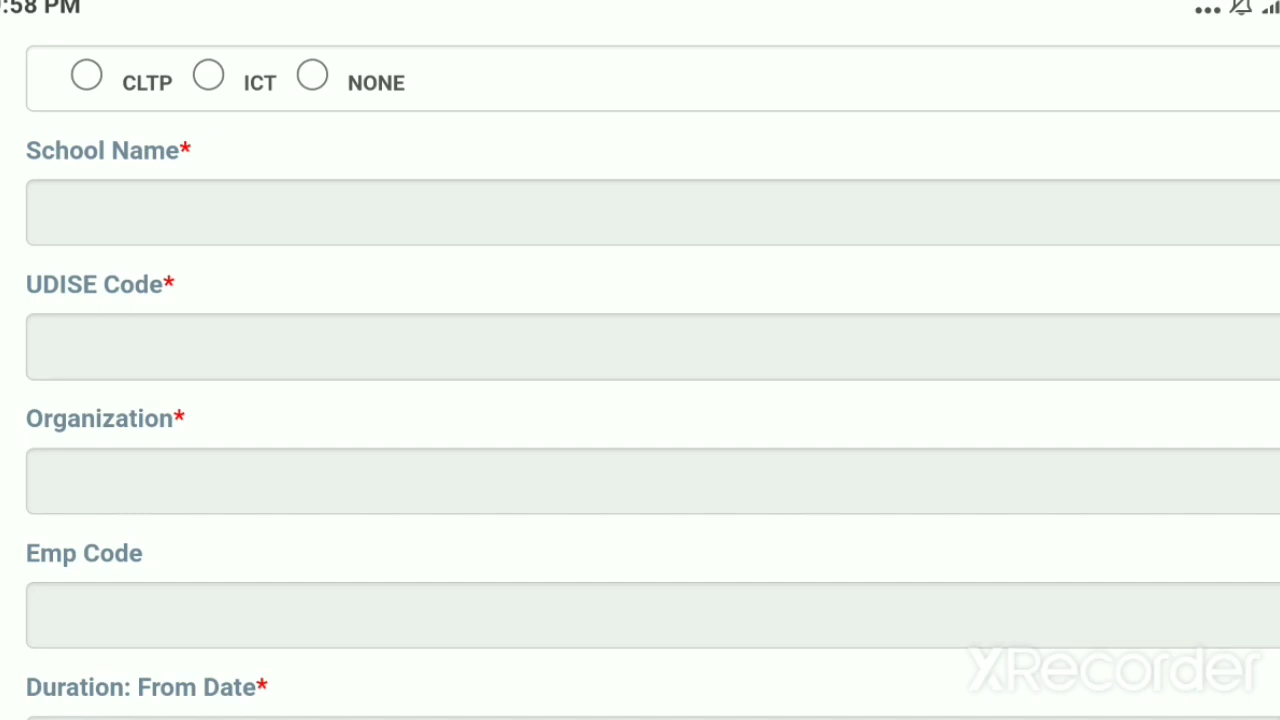 :58 PM
CLTP ICT NONE
School Name*
UDISE Code*
Organization*
Emp Code
Duration: From Date*
XRecorder